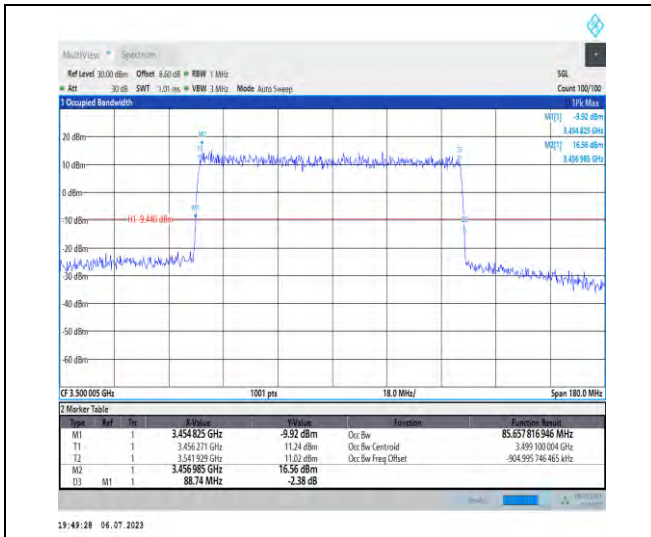 MultiView Spectrum
Ref Level 30.00 dBm Offset 8.60 dB RBW 1 MHz SGL
Att 30 dB SWT 1.01 ms VBW 3 MHz Mode Auto Sweep Count 100/100
1 Occupied Bandwidth 1Pk Max
M1[1] -9.92 dBm
3.454 825 GHz
M2[1] 16.56 dBm
3.456 985 GHz
M2
20 dBm
T1
T2
10 dBm
0 dBm
M1
-10 dBm
H1 -9.440 dBm
D3
-20 dBm
-30 dBm
-40 dBm
-50 dBm
-60 dBm
CF 3.500 005 GHz 1001 pts 18.0 MHz/ Span 180.0 MHz
2 Marker Table
Type Ref Trc X-Value Y-Value Function Function Result
M1 1 3.454 825 GHz -9.92 dBm Occ Bw 85.657 816 946 MHz
T1 1 3.456 271 GHz 11.24 dBm Occ Bw Centroid 3.499 100 004 GHz
T2 1 3.541 929 GHz 11.02 dBm Occ Bw Freq Offset -904.995 746 465 kHz
M2 1 3.456 985 GHz 16.56 dBm
D3 M1 1 88.74 MHz -2.38 dB
19:49:28 06.07.2023